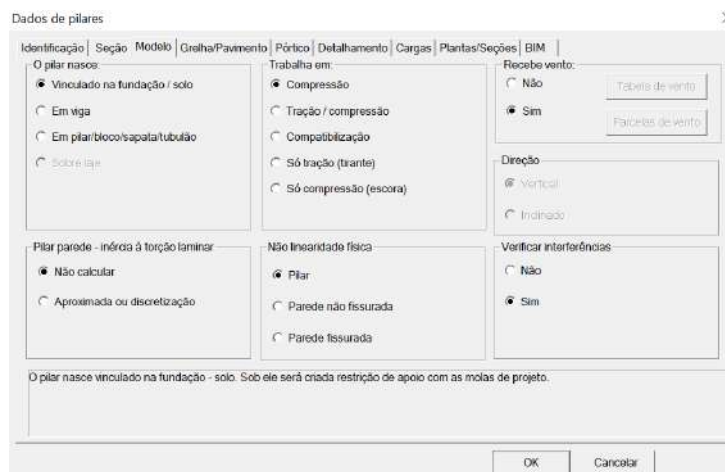 Dados de pilares
Identificação Seção Modelo Grelha/Pavimento Pórtico Detalhamento Cargas Plantas/Seções BIM
O pilar nasce:
Vinculado na fundação / solo
Em viga
Em pilar/bloco/sapata/tubulão
Sobre laje
Trabalha em:
Compressão
Tração / compressão
Compatibilização
Só tração (tirante)
Só compressão (escora)
Recebe vento:
Não
Sim
Tabela de vento
Parcelas de vento
Direção
Vertical
Inclinado
Pilar parede - inércia à torção laminar
Não calcular
Aproximada ou discretização
Não linearidade física
Pilar
Parede não fissurada
Parede fissurada
Verificar interferências
Não
Sim
O pilar nasce vinculado na fundação - solo. Sob ele será criada restrição de apoio com as molas de projeto.
OK Cancelar